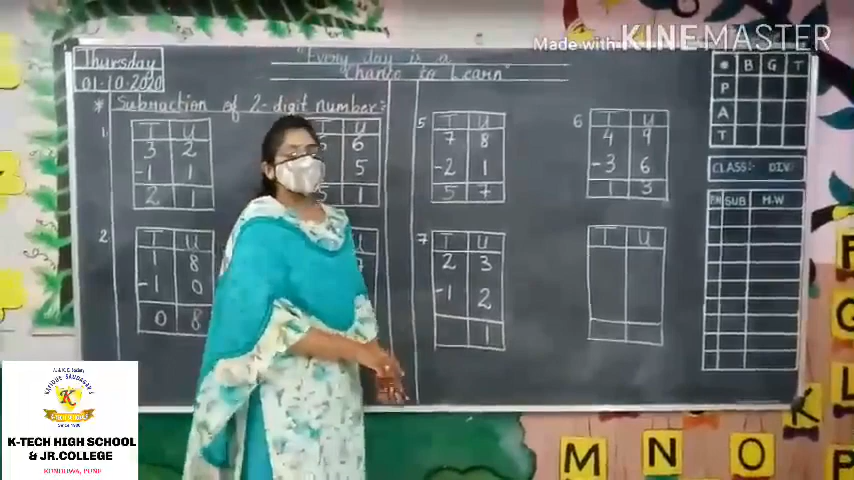 Made with KINEMASTER
Thursday
01-10-2020
"Every day is a
Chance to Learn"
* Subtraction of 2-digit number:-
1
T U
3 2
-1 1
2 1
2
T U
1 8
-1 0
0 8
T U
6
5
1
U
5
T U
7 8
-2 1
5 7
6
T U
4 9
-3 6
1 3
7
T U
2 3
-1 2
1
T U
B G T
P
A
T
CLASS:- DIV:
SUB H.W
M N O P
K-TECH HIGH SCHOOL
& JR.COLLEGE
KONDHWA, PUNE